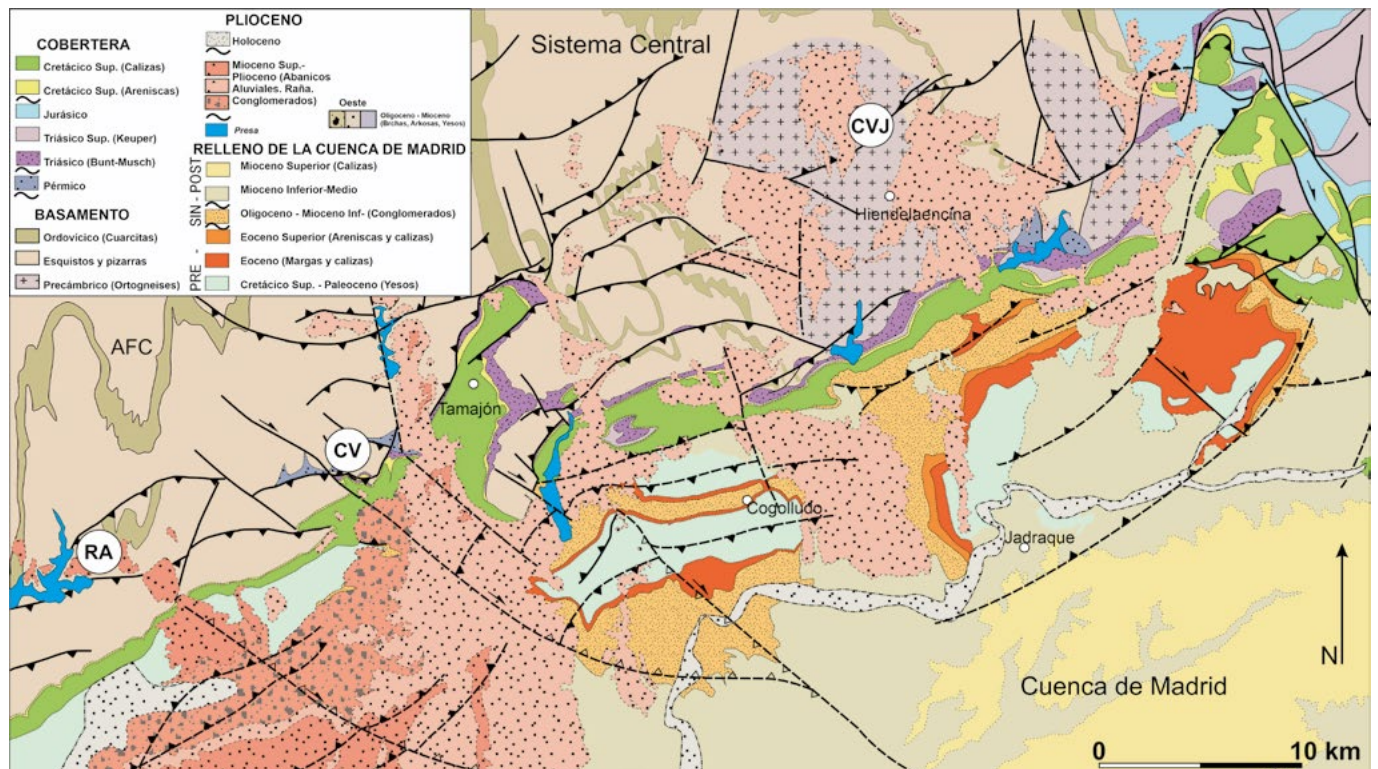 COBERTERA
Cretácico Sup. (Calizas)
Cretácico Sup. (Areniscas)
Jurásico
Triásico Sup. (Keuper)
Triásico (Bunt-Musch)
Pérmico
BASAMENTO
Ordovícico (Cuarcitas)
Esquistos y pizarras
Precámbrico (Ortogneises)
PLIOCENO
Holoceno
Mioceno Sup.-
Plioceno (Abanicos
Aluviales. Raña.
Conglomerados)
Oeste
Oligoceno - Mioceno
(Brchas, Arkosas, Yesos)
Presa
RELLENO DE LA CUENCA DE MADRID
PRE - SIN - POST
Mioceno Superior (Calizas)
Mioceno Inferior-Medio
Oligoceno - Mioceno Inf- (Conglomerados)
Eoceno Superior (Areniscas y calizas)
Eoceno (Margas y calizas)
Cretácico Sup. - Paleoceno (Yesos)
Sistema Central
CVJ
Hiendelaencina
AFC
Tamajón
CV
Cogolludo
RA
Jadraque
N
Cuenca de Madrid
0 10 km